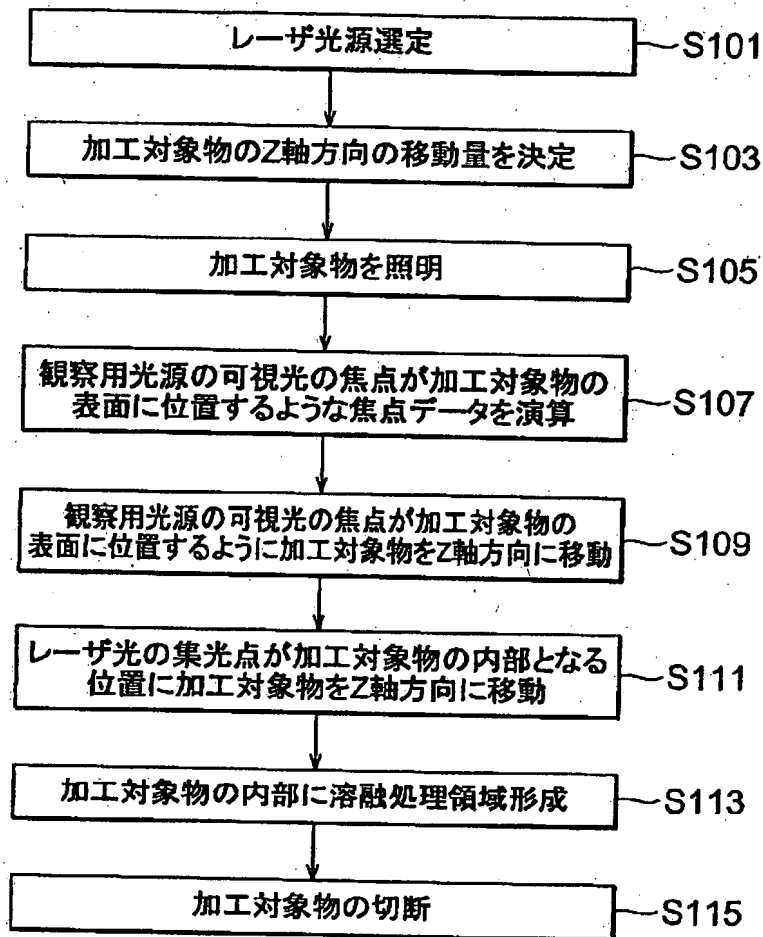 レーザ光源選定 S101
加工対象物のZ軸方向の移動量を決定 S103
加工対象物を照明 S105
観察用光源の可視光の焦点が加工対象物の
表面に位置するような焦点データを演算 S107
観察用光源の可視光の焦点が加工対象物の
表面に位置するように加工対象物をZ軸方向に移動 S109
レーザ光の集光点が加工対象物の内部となる
位置に加工対象物をZ軸方向に移動 S111
加工対象物の内部に溶融処理領域形成 S113
加工対象物の切断 S115